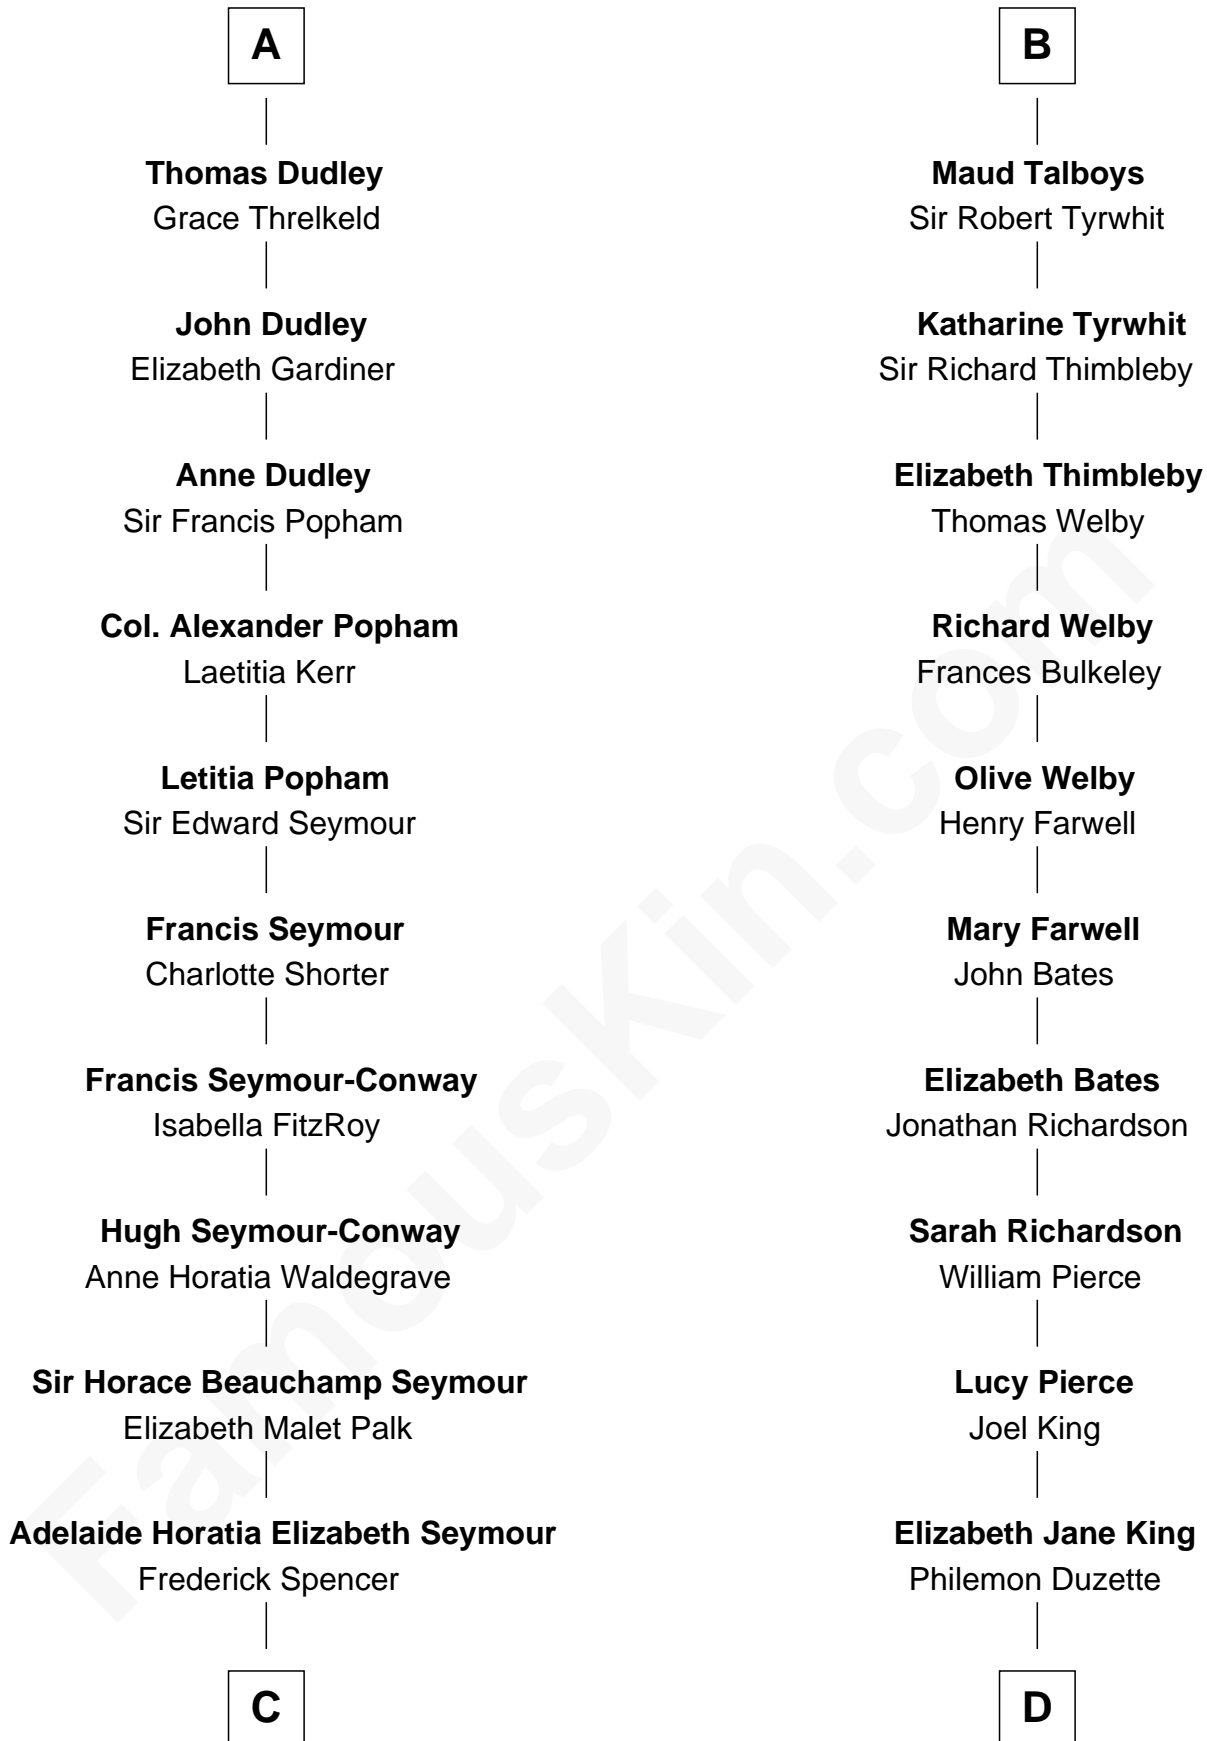 A
Thomas Dudley
Grace Threlkeld
John Dudley
Elizabeth Gardiner
Anne Dudley
Sir Francis Popham
Col. Alexander Popham
Laetitia Kerr
Letitia Popham
Sir Edward Seymour
Francis Seymour
Charlotte Shorter
Francis Seymour-Conway
Isabella FitzRoy
Hugh Seymour-Conway
Anne Horatia Waldegrave
Sir Horace Beauchamp Seymour
Elizabeth Malet Palk
Adelaide Horatia Elizabeth Seymour
Frederick Spencer
C
B
Maud Talboys
Sir Robert Tyrwhit
Katharine Tyrwhit
Sir Richard Thimbleby
Elizabeth Thimbleby
Thomas Welby
Richard Welby
Frances Bulkeley
Olive Welby
Henry Farwell
Mary Farwell
John Bates
Elizabeth Bates
Jonathan Richardson
Sarah Richardson
William Pierce
Lucy Pierce
Joel King
Elizabeth Jane King
Philemon Duzette
D
FamousKin.com